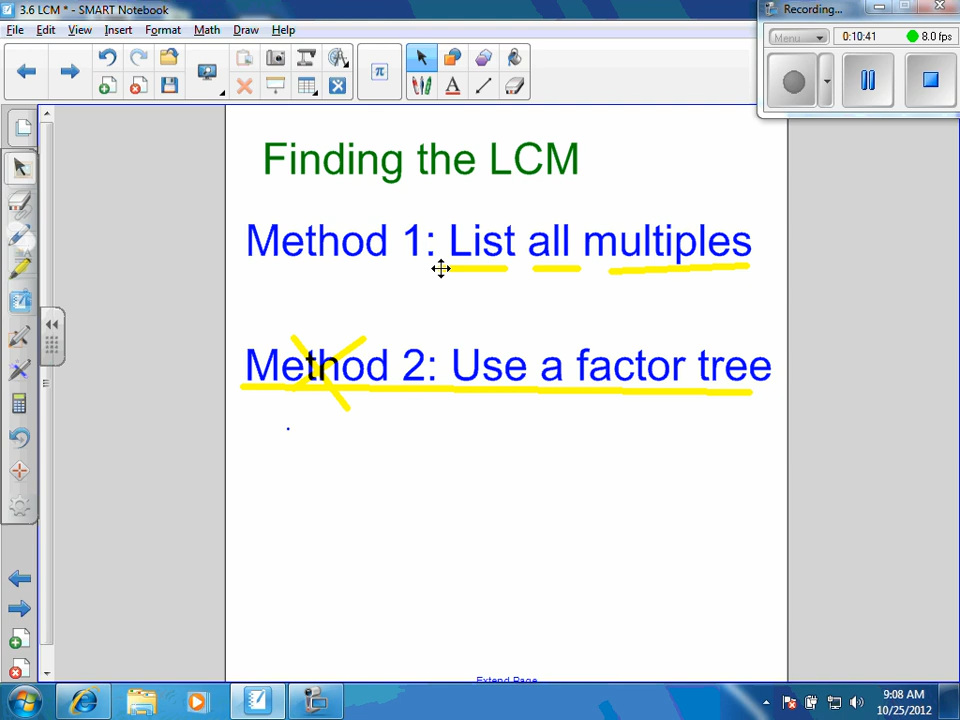 3.6 LCM * - SMART Notebook
Recording...
File Edit View Insert Format Math Draw Help
Menu
0:10:41
8.0 fps
π
A
Finding the LCM
Method 1: List all multiples
Method 2: Use a factor tree
Extend Page
9:08 AM
10/25/2012